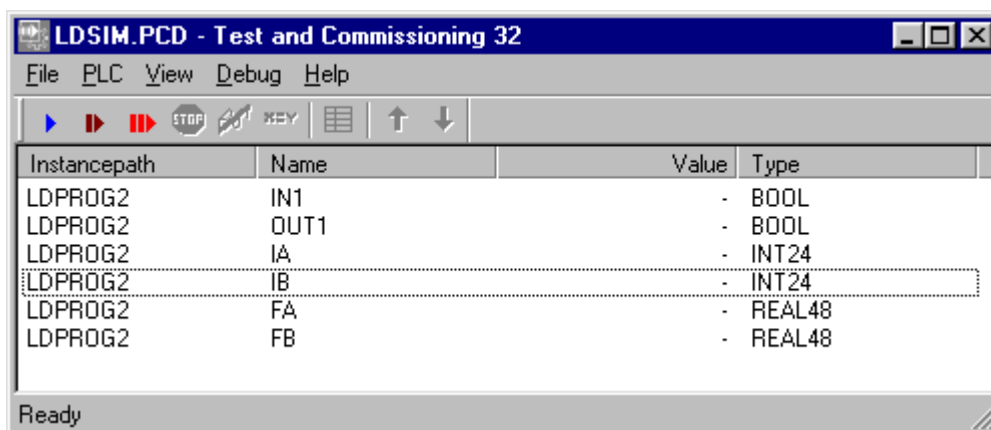 LDSIM.PCD - Test and Commissioning 32
File PLC View Debug Help
STOP X=Y
Instancepath Name Value Type
LDPROG2 IN1 - BOOL
LDPROG2 OUT1 - BOOL
LDPROG2 IA - INT24
LDPROG2 IB - INT24
LDPROG2 FA - REAL48
LDPROG2 FB - REAL48
Ready